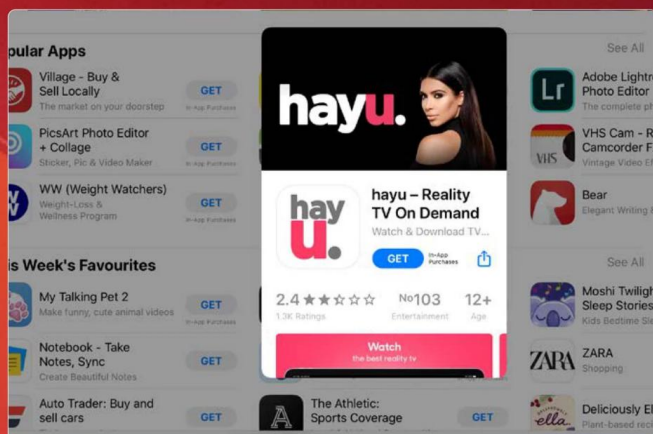 pular Apps
See All
Village - Buy &
Sell Locally
The market on your doorstep
GET
In-App Purchases
PicsArt Photo Editor
+ Collage
Sticker, Pic & Video Maker
GET
In-App Purchases
WW (Weight Watchers)
Weight-Loss &
Wellness Program
GET
In-App Purchases
hayu.
hay
u.
hayu – Reality
TV On Demand
Watch & Download TV...
GET
In-App
Purchases
2.4
1.3K Ratings
No103
Entertainment
12+
Age
Watch
the best reality tv
Lr
Adobe Lightr
Photo Editor
The complete ph
VHS
VHS Cam - R
Camcorder F
Vintage Video Ef
Bear
Elegant Writing
is Week's Favourites
See All
My Talking Pet 2
Make funny, cute animal videos
GET
In-App Purchases
Notebook - Take
Notes, Sync
Create Beautiful Notes
GET
Auto Trader: Buy and
sell cars
GET
A
The Athletic:
Sports Coverage
GET
Moshi Twiligh
Sleep Stories
Kids Bedtime Sle
ZARA
ZARA
Shopping
ella
Deliciously El
Plant-based reci